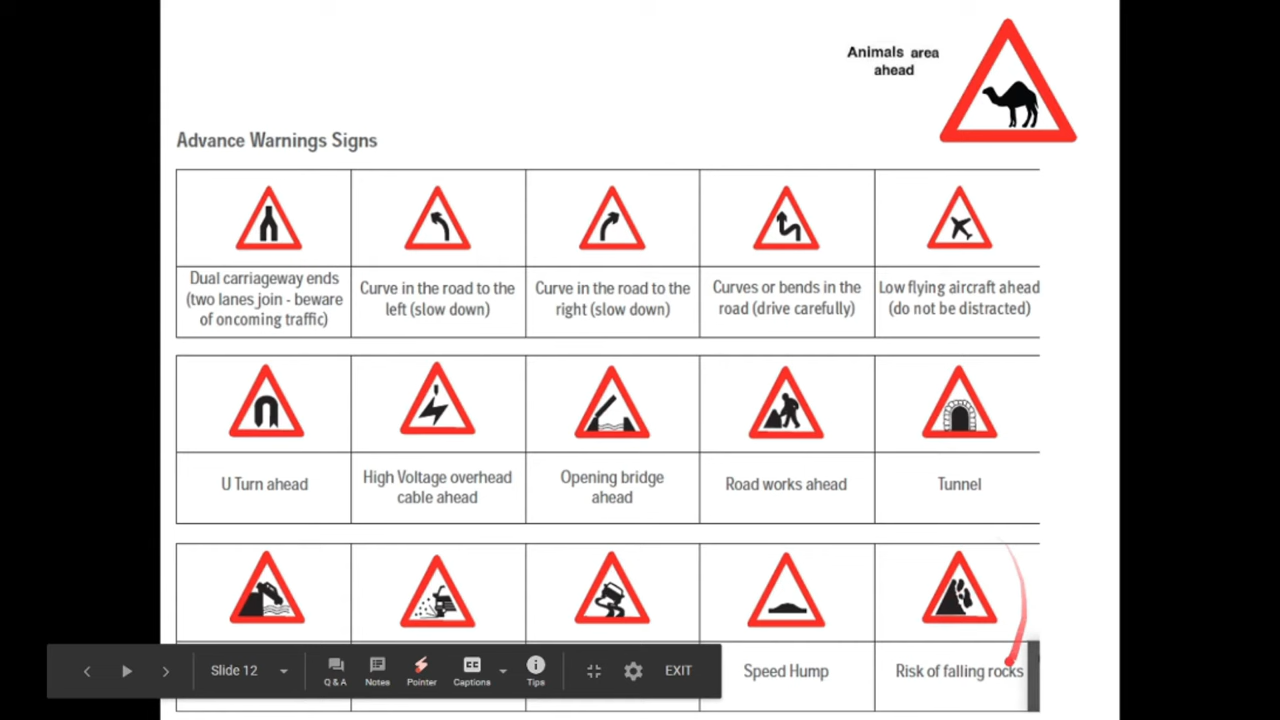 Animals area
ahead
Advance Warnings Signs
Dual carriageway ends
(two lanes join - beware
of oncoming traffic)
Curve in the road to the
left (slow down)
Curve in the road to the
right (slow down)
Curves or bends in the
road (drive carefully)
Low flying aircraft ahead
(do not be distracted)
U Turn ahead
High Voltage overhead
cable ahead
Opening bridge
ahead
Road works ahead
Tunnel
Speed Hump
Risk of falling rocks
Slide 12
Q & A
Notes
Pointer
CC
Captions
Tips
EXIT